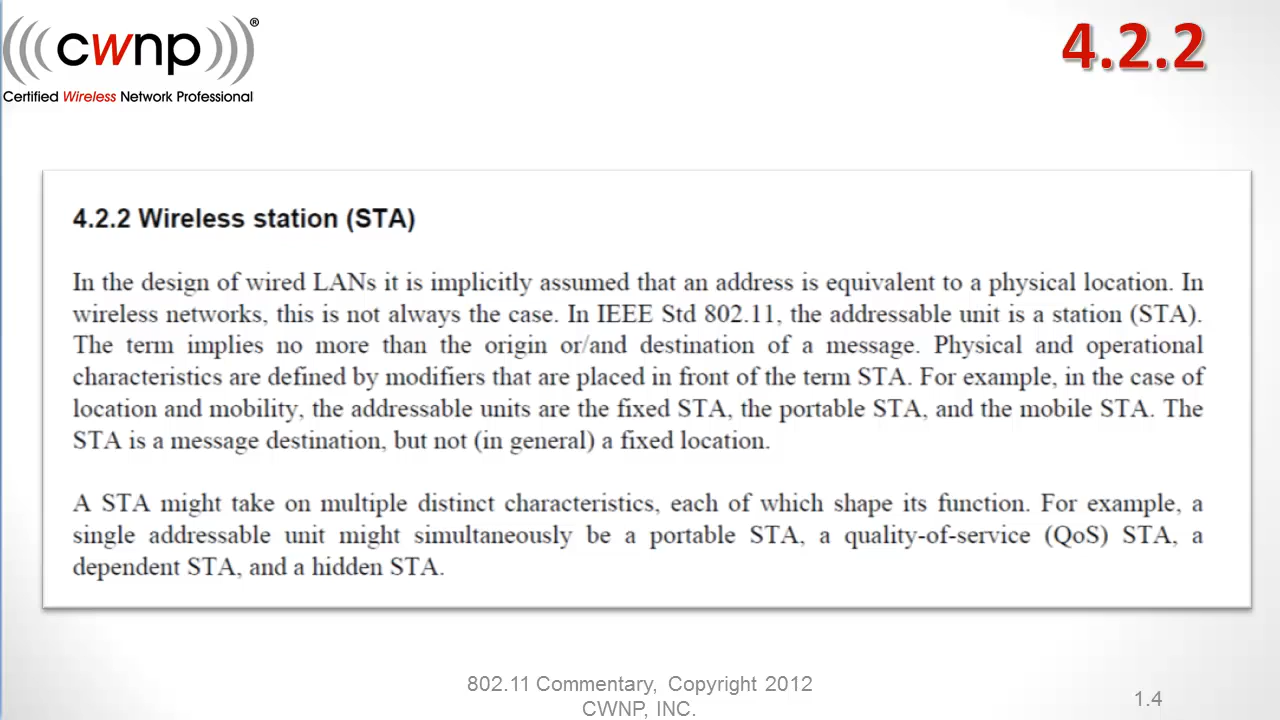 cwnp®
Certified Wireless Network Professional
4.2.2
4.2.2 Wireless station (STA)
In the design of wired LANs it is implicitly assumed that an address is equivalent to a physical location. In
wireless networks, this is not always the case. In IEEE Std 802.11, the addressable unit is a station (STA).
The term implies no more than the origin or/and destination of a message. Physical and operational
characteristics are defined by modifiers that are placed in front of the term STA. For example, in the case of
location and mobility, the addressable units are the fixed STA, the portable STA, and the mobile STA. The
STA is a message destination, but not (in general) a fixed location.
A STA might take on multiple distinct characteristics, each of which shape its function. For example, a
single addressable unit might simultaneously be a portable STA, a quality-of-service (QoS) STA, a
dependent STA, and a hidden STA.
802.11 Commentary, Copyright 2012
CWNP, INC.
1.4